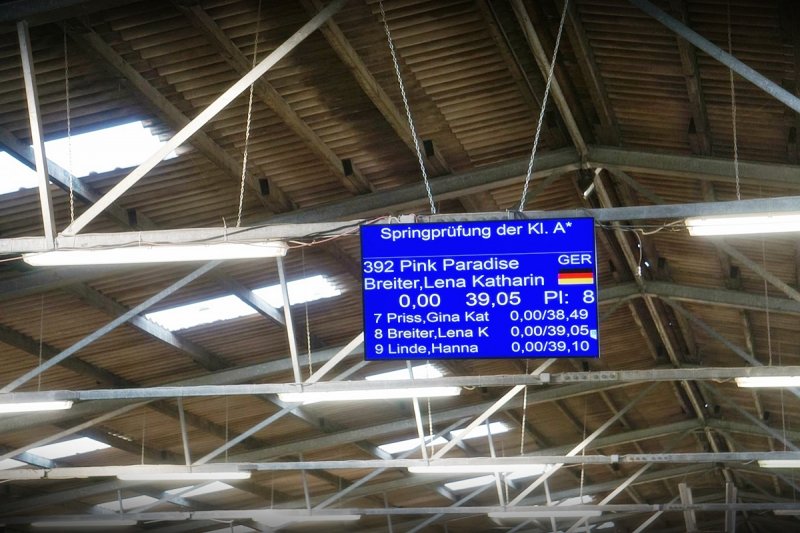 Springprüfung der Kl. A*
392 Pink Paradise GER
Breiter,Lena Katharin
0,00 39,05 Pl: 8
7 Priss,Gina Kat 0,00/38,49
8 Breiter,Lena K 0,00/39,05
9 Linde,Hanna 0,00/39,10